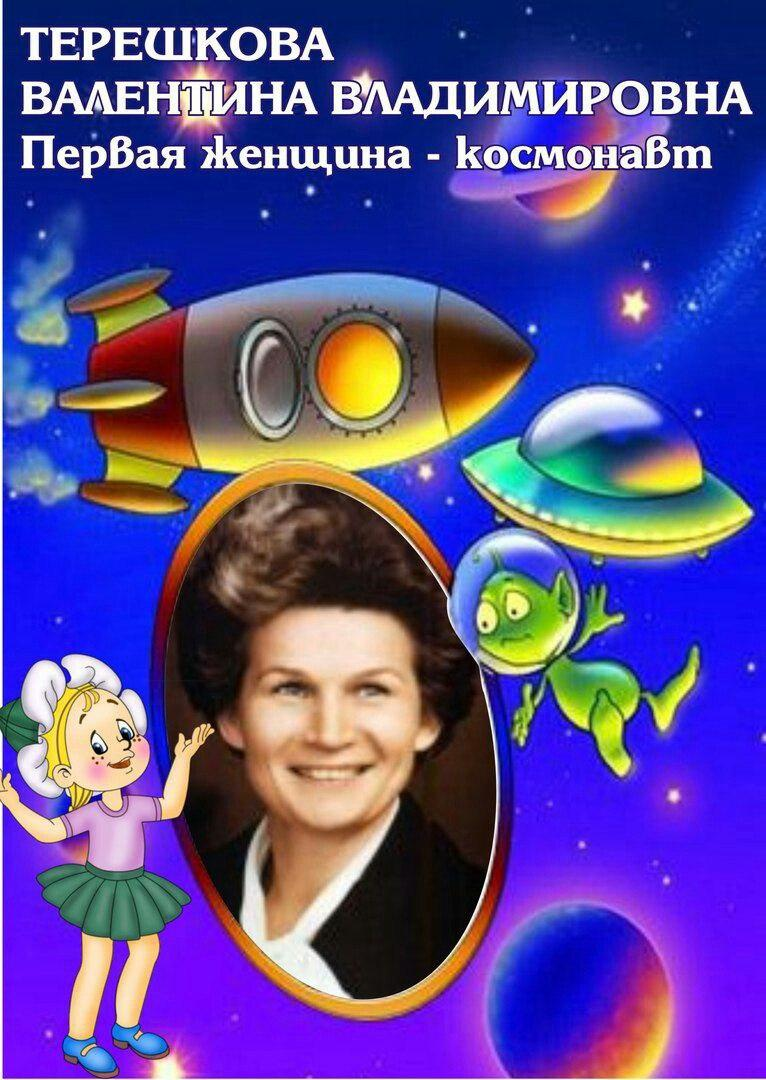 ТЕРЕШКОВА
ВАЛЕНТИНА ВЛАДИМИРОВНА
Первая женщина - космонавт